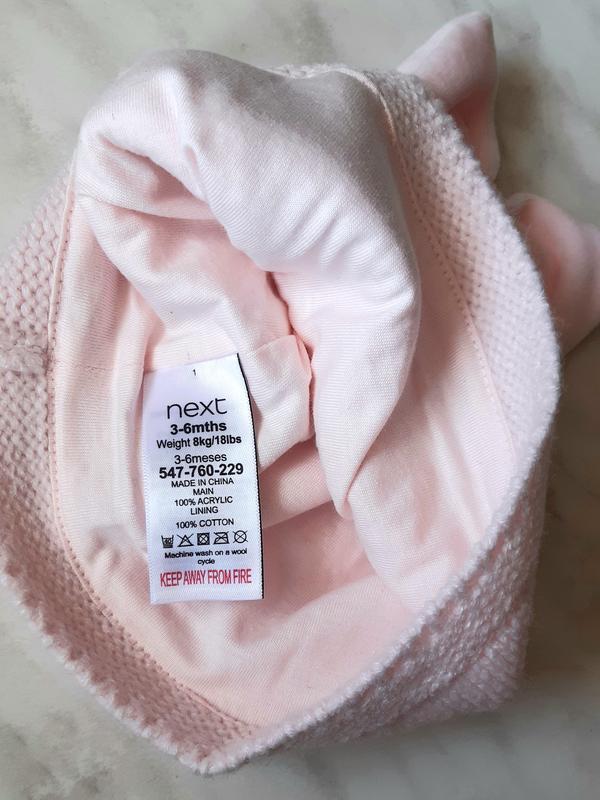 1
next
3-6mths
Weight 8kg/18lbs
3-6meses
547-760-229
MADE IN CHINA
MAIN
100% ACRYLIC
LINING
100% COTTON
Machine wash on a wool
cycle
KEEP AWAY FROM FIRE